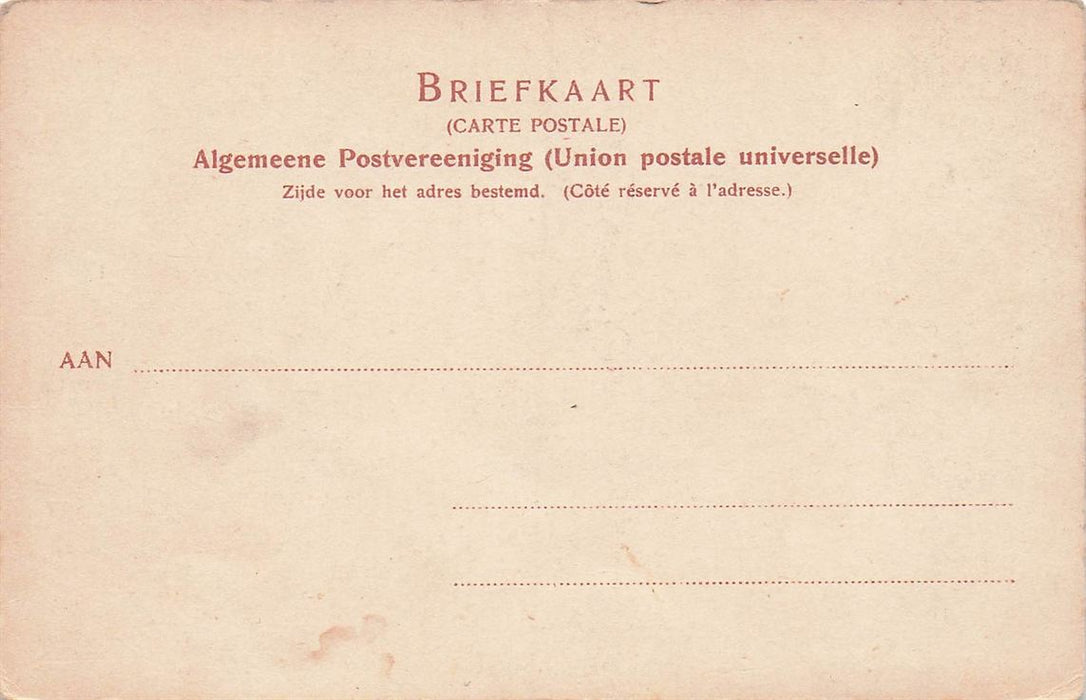 BRIEFKAART
(CARTE POSTALE)
Algemeene Postvereeniging (Union postale universelle)
Zijde voor het adres bestemd. (Côté réservé à l'adresse.)
AAN